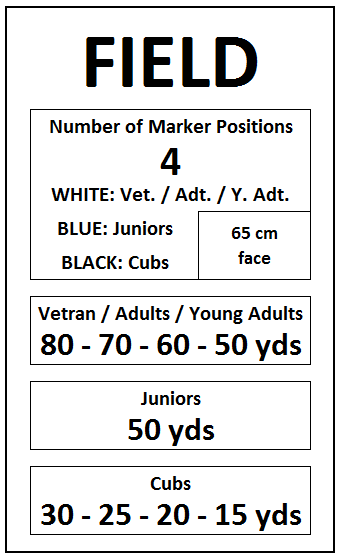 FIELD
Number of Marker Positions
4
WHITE: Vet. / Adt. / Y. Adt.
BLUE: Juniors
BLACK: Cubs
65 cm
face
Vetran / Adults / Young Adults
80 - 70 - 60 - 50 yds
Juniors
50 yds
Cubs
30 - 25 - 20 - 15 yds